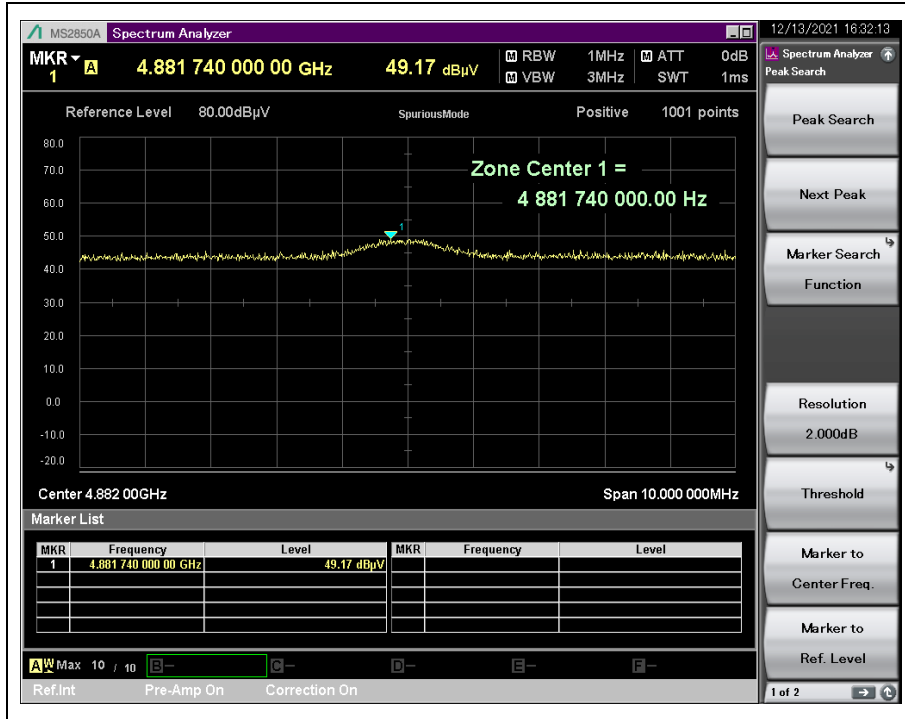 MS2850A Spectrum Analyzer
12/13/2021 16:32:13
MKR 1 A 4.881 740 000 00 GHz 49.17 dBµV
M RBW 1MHz M ATT 0dB
M VBW 3MHz SWT 1ms
Spectrum Analyzer
Peak Search
Reference Level 80.00dBµV SpuriousMode Positive 1001 points
Zone Center 1 =
4 881 740 000.00 Hz
1
80.0
70.0
60.0
50.0
40.0
30.0
20.0
10.0
0.0
-10.0
-20.0
Center 4.882 00GHz Span 10.000 000MHz
Marker List
MKR Frequency Level MKR Frequency Level
1 4.881 740 000 00 GHz 49.17 dBµV
A W Max 10 / 10 B – C – D – E – F –
Ref.Int Pre-Amp On Correction On
Peak Search
Next Peak
Marker Search
Function
Resolution
2.000dB
Threshold
Marker to
Center Freq.
Marker to
Ref. Level
1 of 2